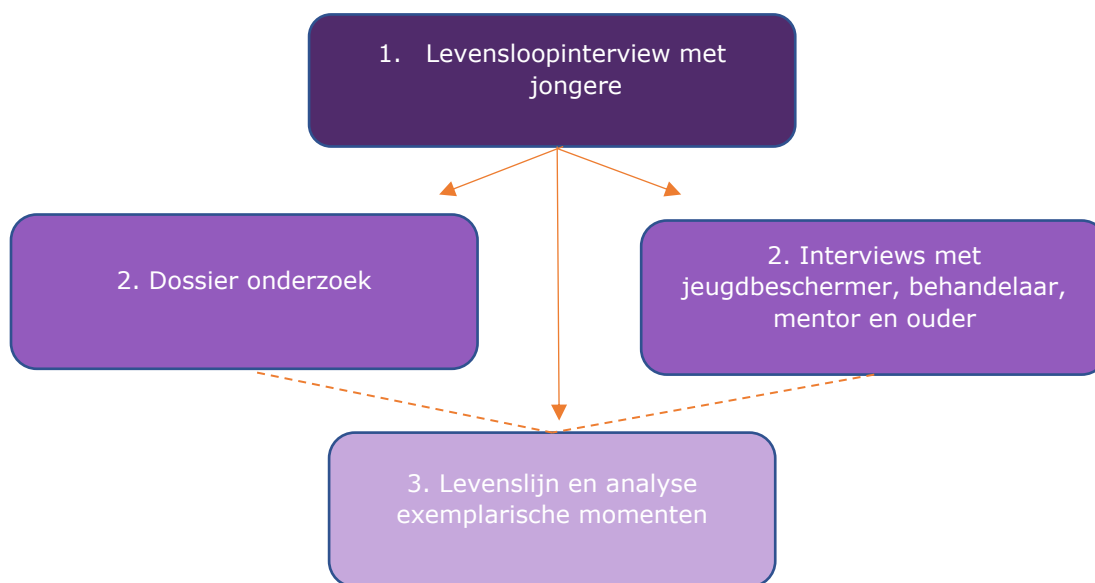 1. Levensloopinterview met
jongere
2. Dossier onderzoek
2. Interviews met
jeugdbeschermer, behandelaar,
mentor en ouder
3. Levenslijn en analyse
exemplarische momenten